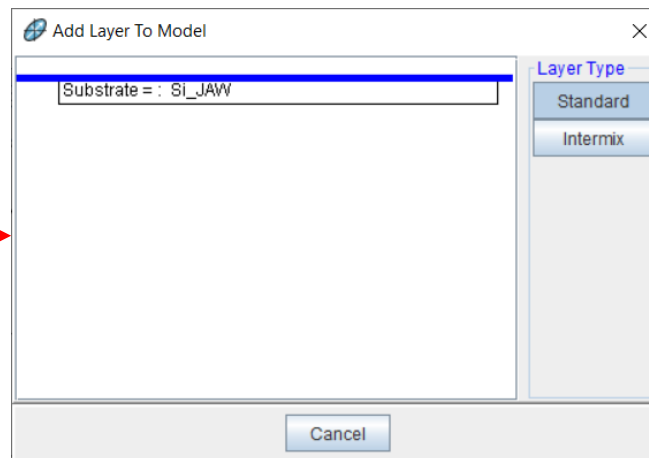 Add Layer To Model
Layer Type
Substrate = :  Si_JAW
Standard
Intermix
Cancel